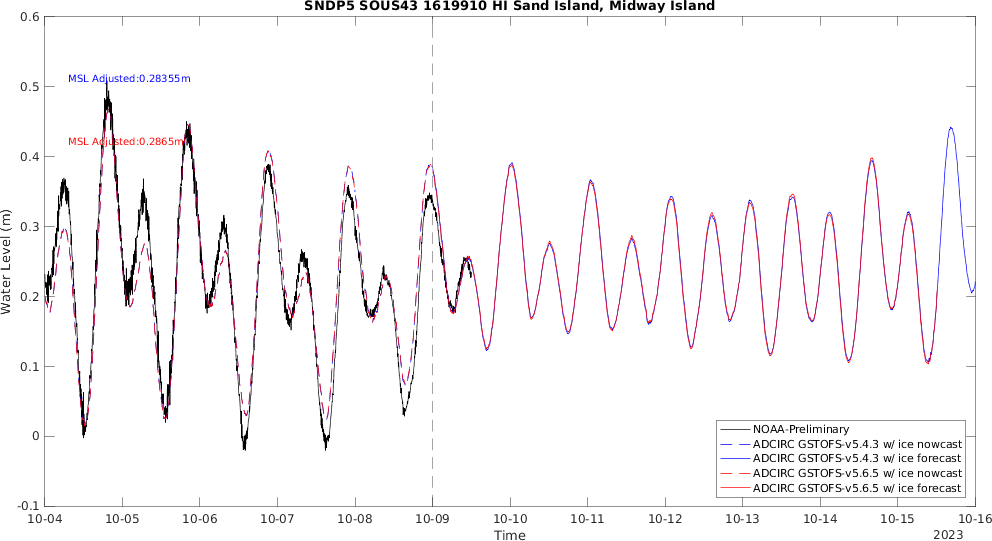 SNDP5 SOUS43 1619910 HI Sand Island, Midway Island
0.6
0.5
0.4
0.3
0.2
0.1
0
-0.1
Water Level (m)
MSL Adjusted:0.28355m
MSL Adjusted:0.2865m
NOAA-Preliminary
ADCIRC GSTOFS-v5.4.3 w/ ice nowcast
ADCIRC GSTOFS-v5.4.3 w/ ice forecast
ADCIRC GSTOFS-v5.6.5 w/ ice nowcast
ADCIRC GSTOFS-v5.6.5 w/ ice forecast
10-04 10-05 10-06 10-07 10-08 10-09 10-10 10-11 10-12 10-13 10-14 10-15 10-16
Time
2023